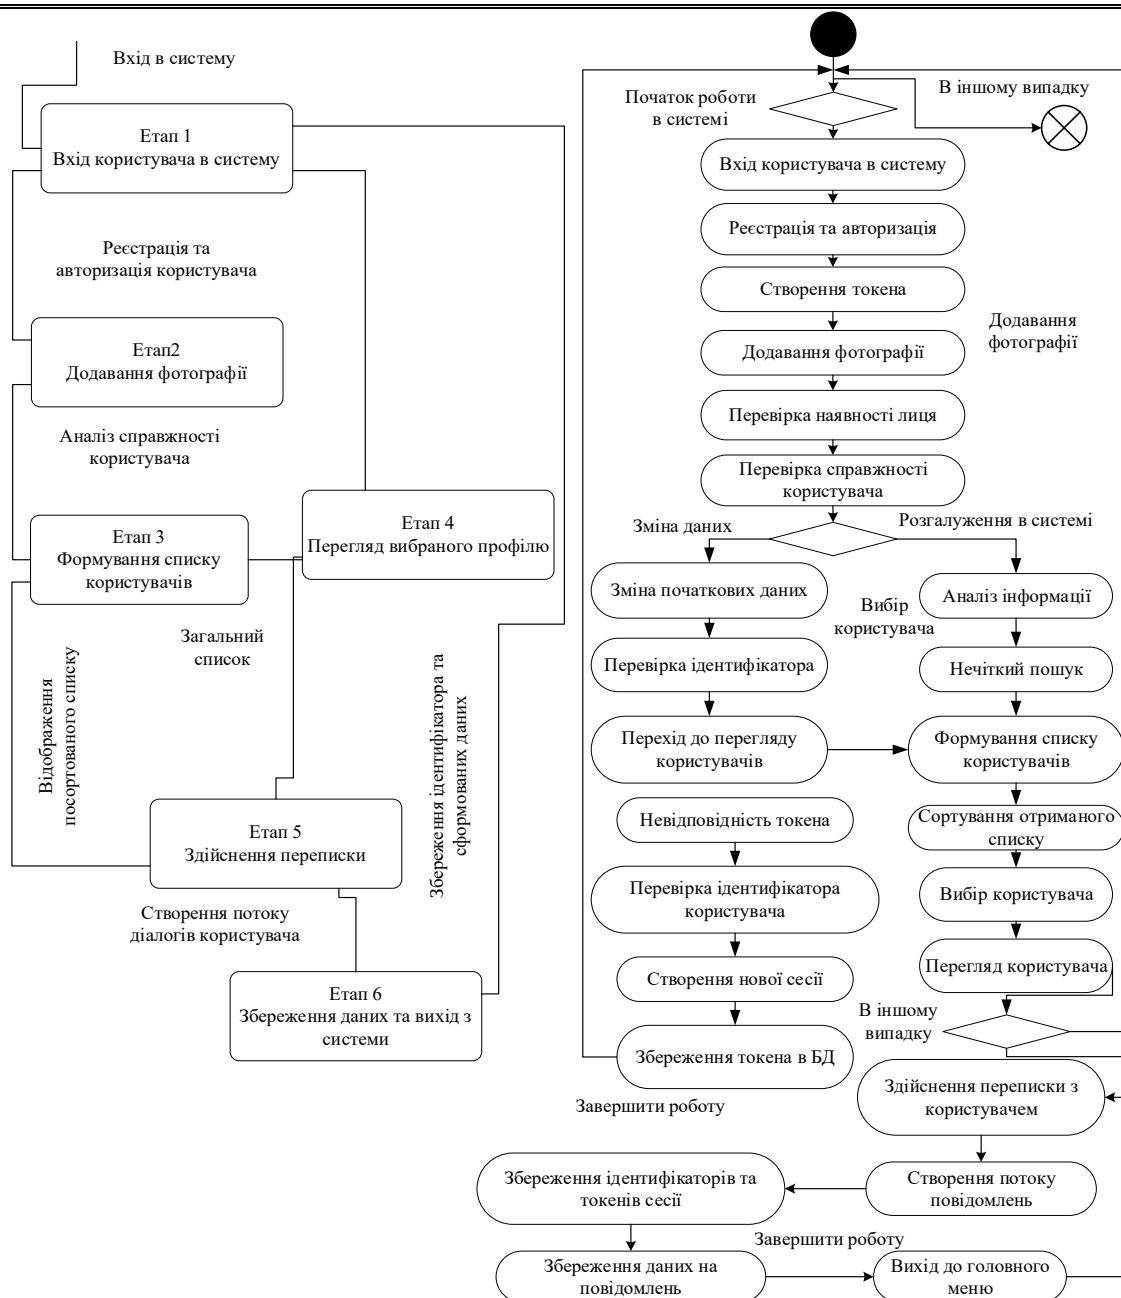 Вхід в систему
Етап 1
Вхід користувача в систему
Реєстрація та
авторизація користувача
Етап2
Додавання фотографії
Аналіз справжності
користувача
Етап 3
Формування списку
користувачів
Етап 4
Перегляд вибраного профілю
Загальний
список
Відображення
посортованого списку
Збереження ідентифікатора та
сформованих даних
Етап 5
Здійснення переписки
Створення потоку
діалогів користувача
Етап 6
Збереження даних та вихід з
системи
Початок роботи
в системі
В іншому випадку
Вхід користувача в систему
Реєстрація та авторизація
Створення токена
Додавання
фотографії
Додавання фотографії
Перевірка наявності лиця
Перевірка справжності
користувача
Зміна даних
Розгалуження в системі
Зміна початкових даних
Вибір
користувача
Аналіз інформації
Перевірка ідентифікатора
Нечіткий пошук
Перехід до перегляду
користувачів
Формування списку
користувачів
Невідповідність токена
Сортування отриманого
списку
Перевірка ідентифікатора
користувача
Вибір користувача
Створення нової сесії
Перегляд користувача
В іншому
випадку
Збереження токена в БД
Завершити роботу
Здійснення переписки з
користувачем
Збереження ідентифікаторів та
токенів сесії
Створення потоку
повідомлень
Завершити роботу
Збереження даних на
повідомлень
Вихід до головного
меню